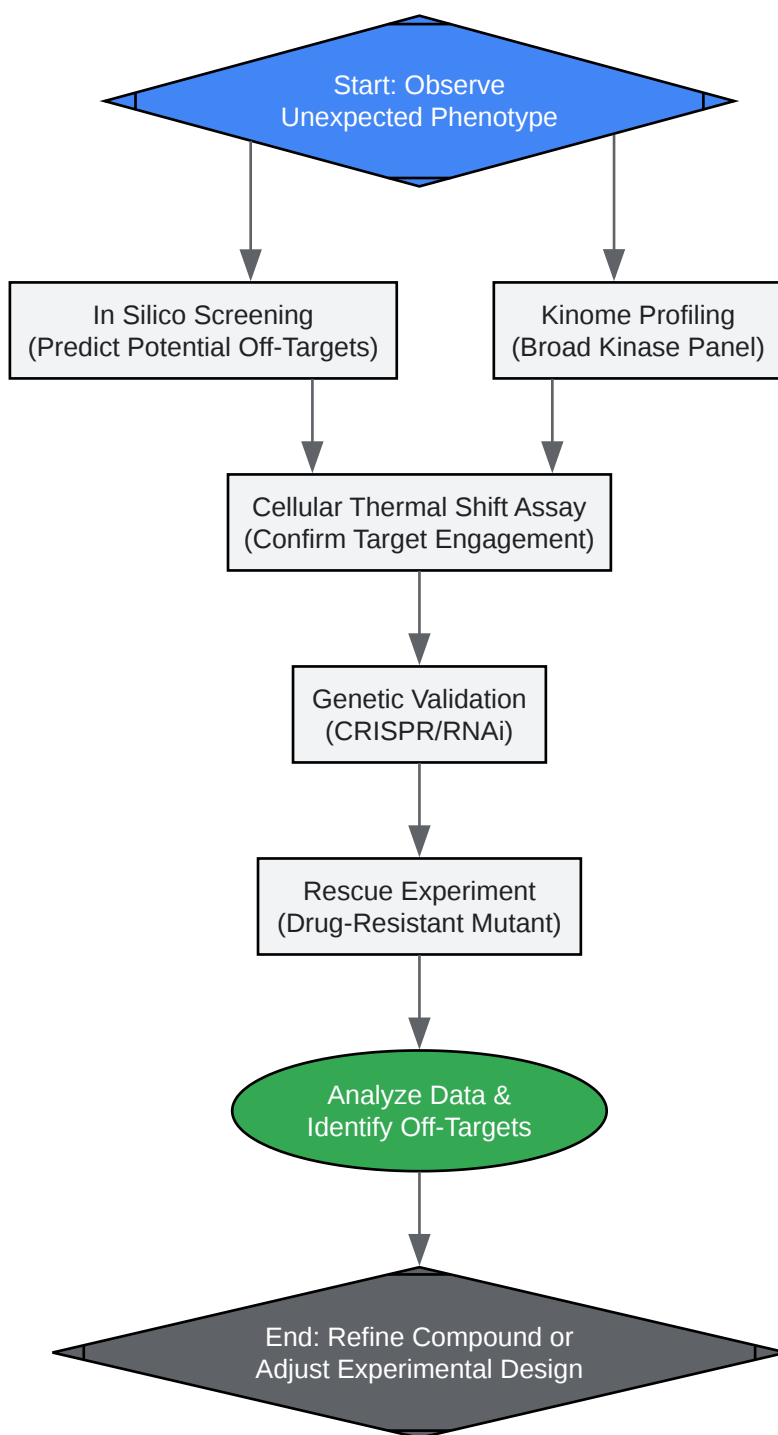 Start: Observe
Unexpected Phenotype
In Silico Screening
(Predict Potential Off-Targets)
Kinome Profiling
(Broad Kinase Panel)
Cellular Thermal Shift Assay
(Confirm Target Engagement)
Genetic Validation
(CRISPR/RNAi)
Rescue Experiment
(Drug-Resistant Mutant)
Analyze Data &
Identify Off-Targets
End: Refine Compound or
Adjust Experimental Design